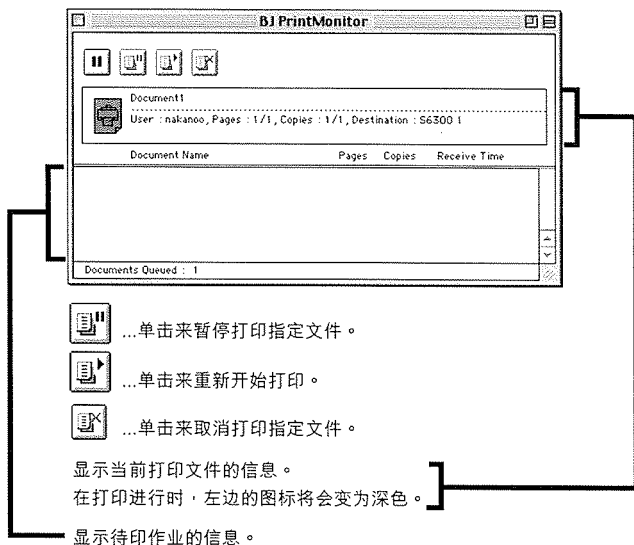 BJ PrintMonitor
Document1
User : nakanoo, Pages : 1/1, Copies : 1/1, Destination : S6300 1
Document Name Pages Copies Receive Time
Documents Queued : 1
...单击来暂停打印指定文件。
...单击来重新开始打印。
...单击来取消打印指定文件。
显示当前打印文件的信息。
在打印进行时，左边的图标将会变为深色。
显示待印作业的信息。